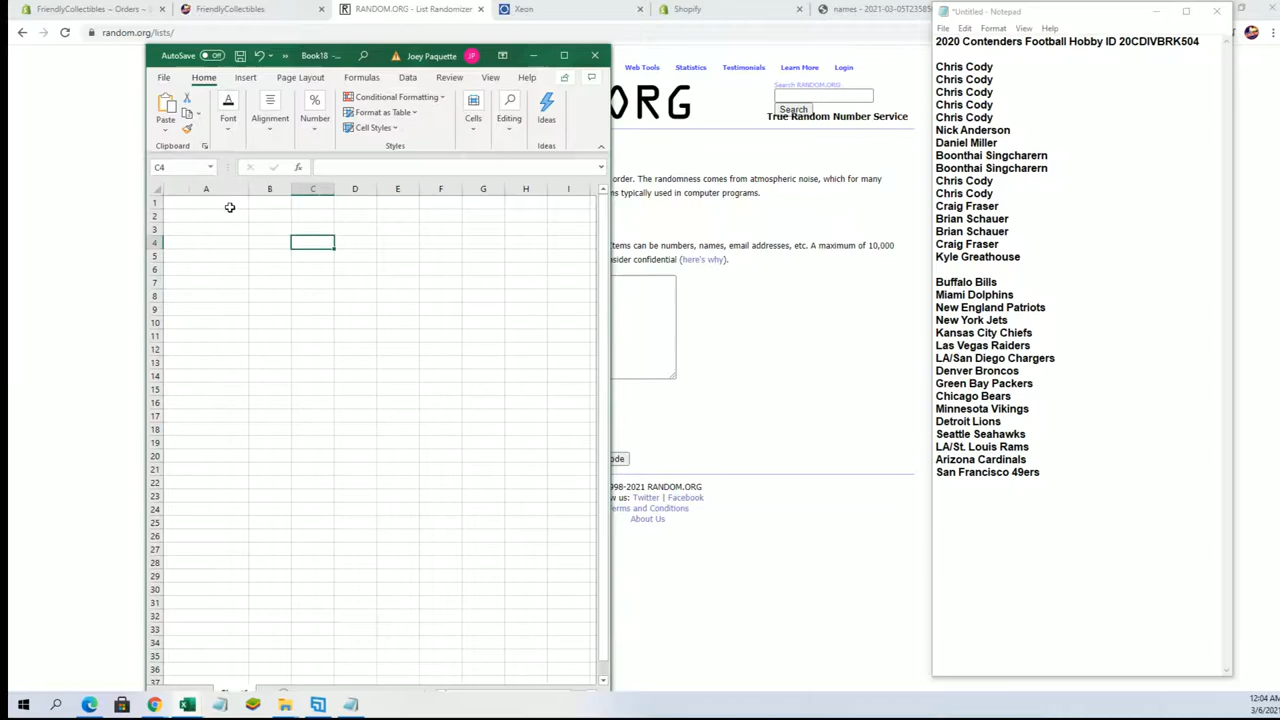 FriendlyCollectibles ~ Orders ~
FriendlyCollectibles
RANDOM.ORG - List Randomizer
Xeon
Shopify
names - 2021-03-05T23585
random.org/lists/
AutoSave Off
Book18 -...
Joey Paquette JP
File Home Insert Page Layout Formulas Data Review View Help
Paste
Font
Alignment
Number
Conditional Formatting
Format as Table
Cell Styles
Cells
Editing
Ideas
Clipboard
Styles
Ideas
C4
fx
A B C D E F G H I
1
2
3
4
5
6
7
8
9
10
11
12
13
14
15
16
17
18
19
20
21
22
23
24
25
26
27
28
29
30
31
32
33
34
35
36
37
Web Tools Statistics Testimonials Learn More Login
Search RANDOM.ORG
Search
ORG
True Random Number Service
order. The randomness comes from atmospheric noise, which for many
ms typically used in computer programs.
Items can be numbers, names, email addresses, etc. A maximum of 10,000
nsider confidential (here's why).
ode
998-2021 RANDOM.ORG
w us: Twitter | Facebook
erms and Conditions
About Us
*Untitled - Notepad
File Edit Format View Help
2020 Contenders Football Hobby ID 20CDIVBRK504
Chris Cody
Chris Cody
Chris Cody
Chris Cody
Chris Cody
Nick Anderson
Daniel Miller
Boonthai Singcharern
Boonthai Singcharern
Chris Cody
Chris Cody
Craig Fraser
Brian Schauer
Brian Schauer
Craig Fraser
Kyle Greathouse
Buffalo Bills
Miami Dolphins
New England Patriots
New York Jets
Kansas City Chiefs
Las Vegas Raiders
LA/San Diego Chargers
Denver Broncos
Green Bay Packers
Chicago Bears
Minnesota Vikings
Detroit Lions
Seattle Seahawks
LA/St. Louis Rams
Arizona Cardinals
San Francisco 49ers
12:04 AM
3/6/2021